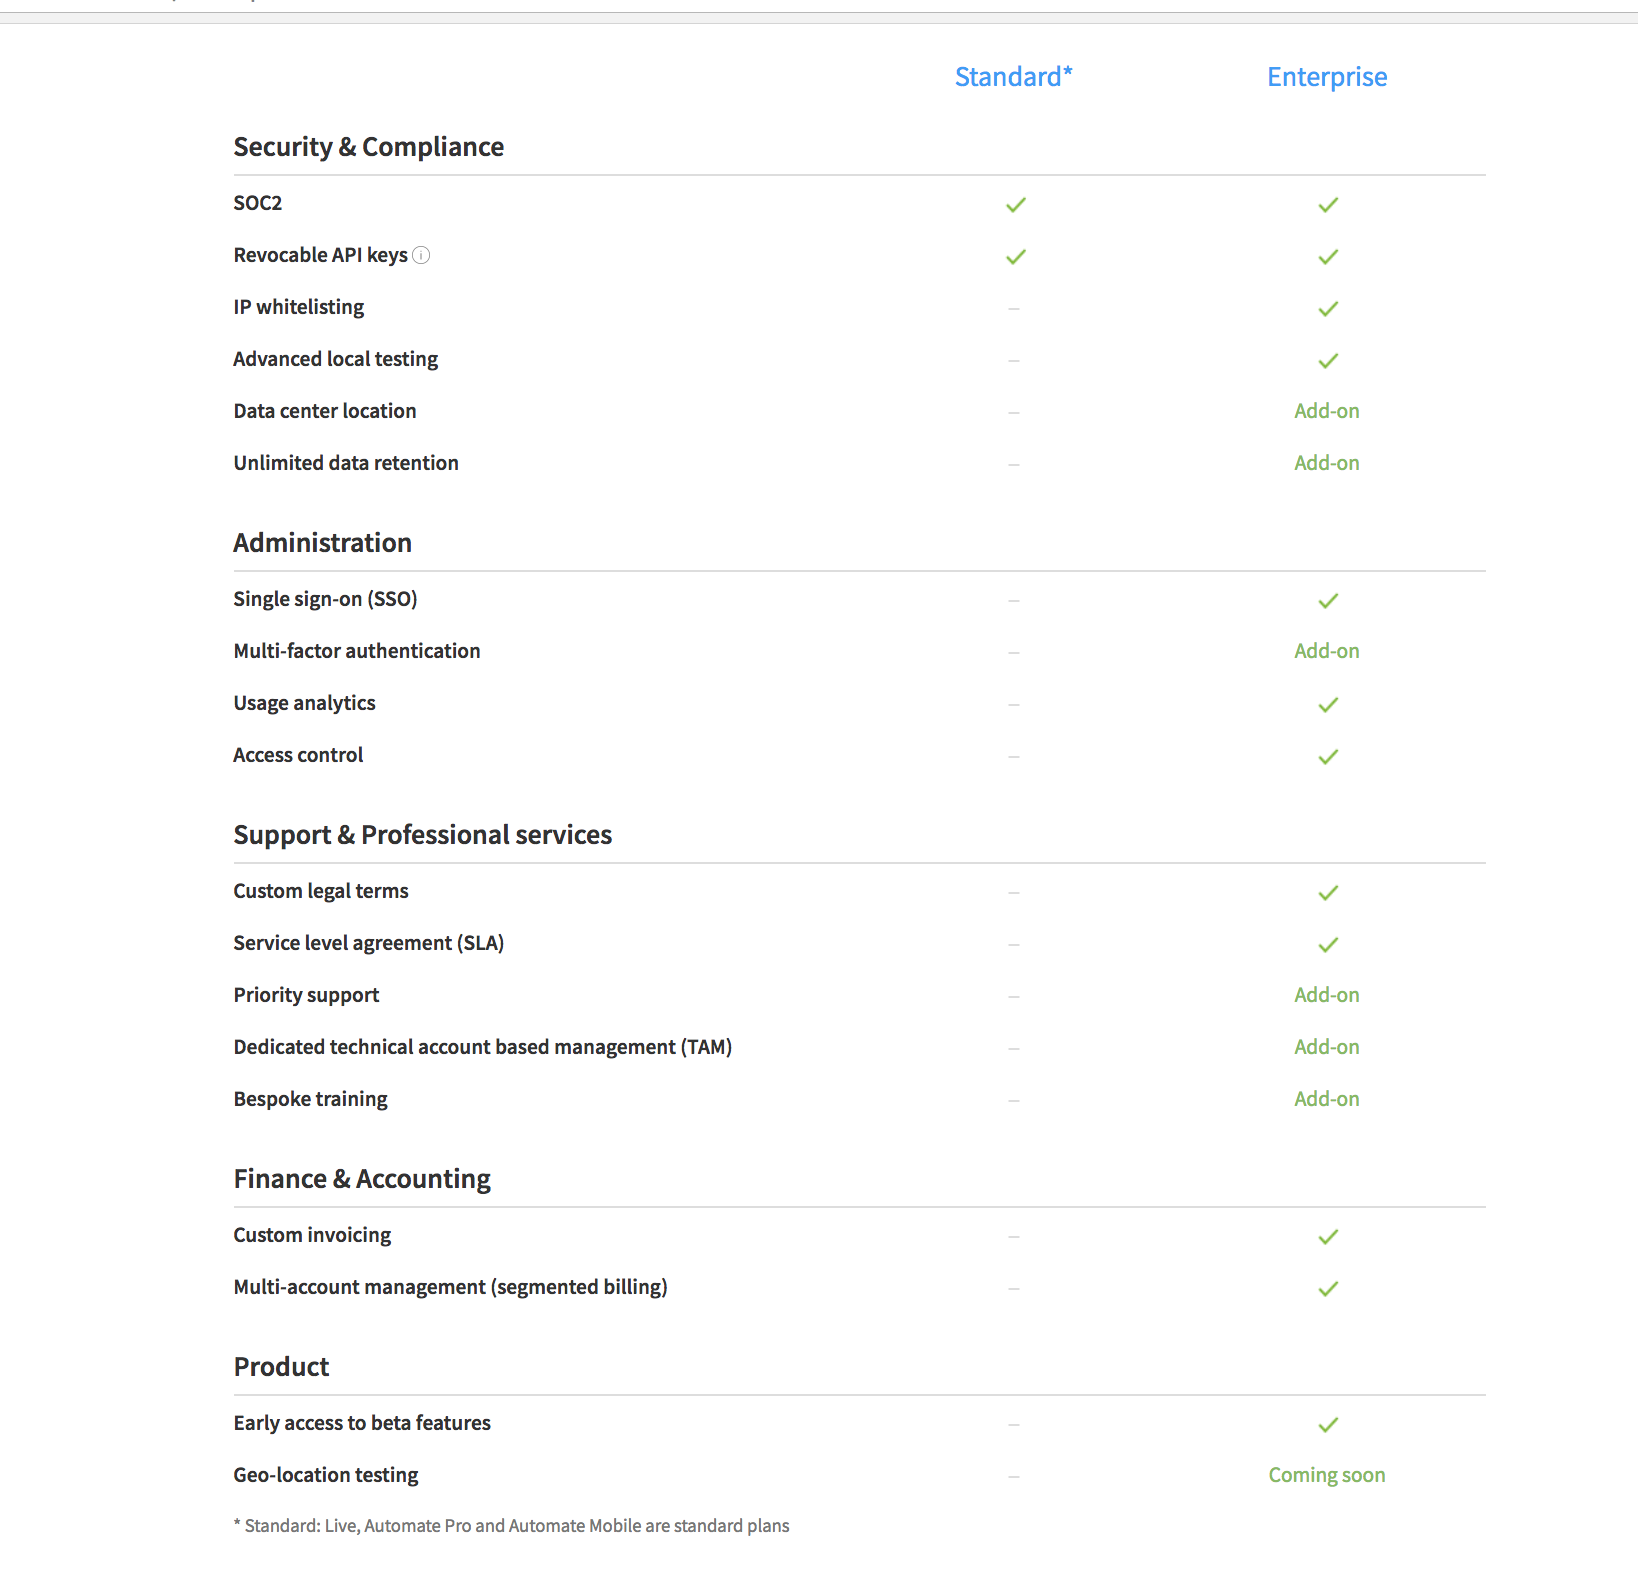 Standard* Enterprise
Security & Compliance
SOC2
Revocable API keys
IP whitelisting –
Advanced local testing –
Data center location – Add-on
Unlimited data retention – Add-on
Administration
Single sign-on (SSO) –
Multi-factor authentication – Add-on
Usage analytics –
Access control –
Support & Professional services
Custom legal terms –
Service level agreement (SLA) –
Priority support – Add-on
Dedicated technical account based management (TAM) – Add-on
Bespoke training – Add-on
Finance & Accounting
Custom invoicing –
Multi-account management (segmented billing) –
Product
Early access to beta features –
Geo-location testing – Coming soon
* Standard: Live, Automate Pro and Automate Mobile are standard plans